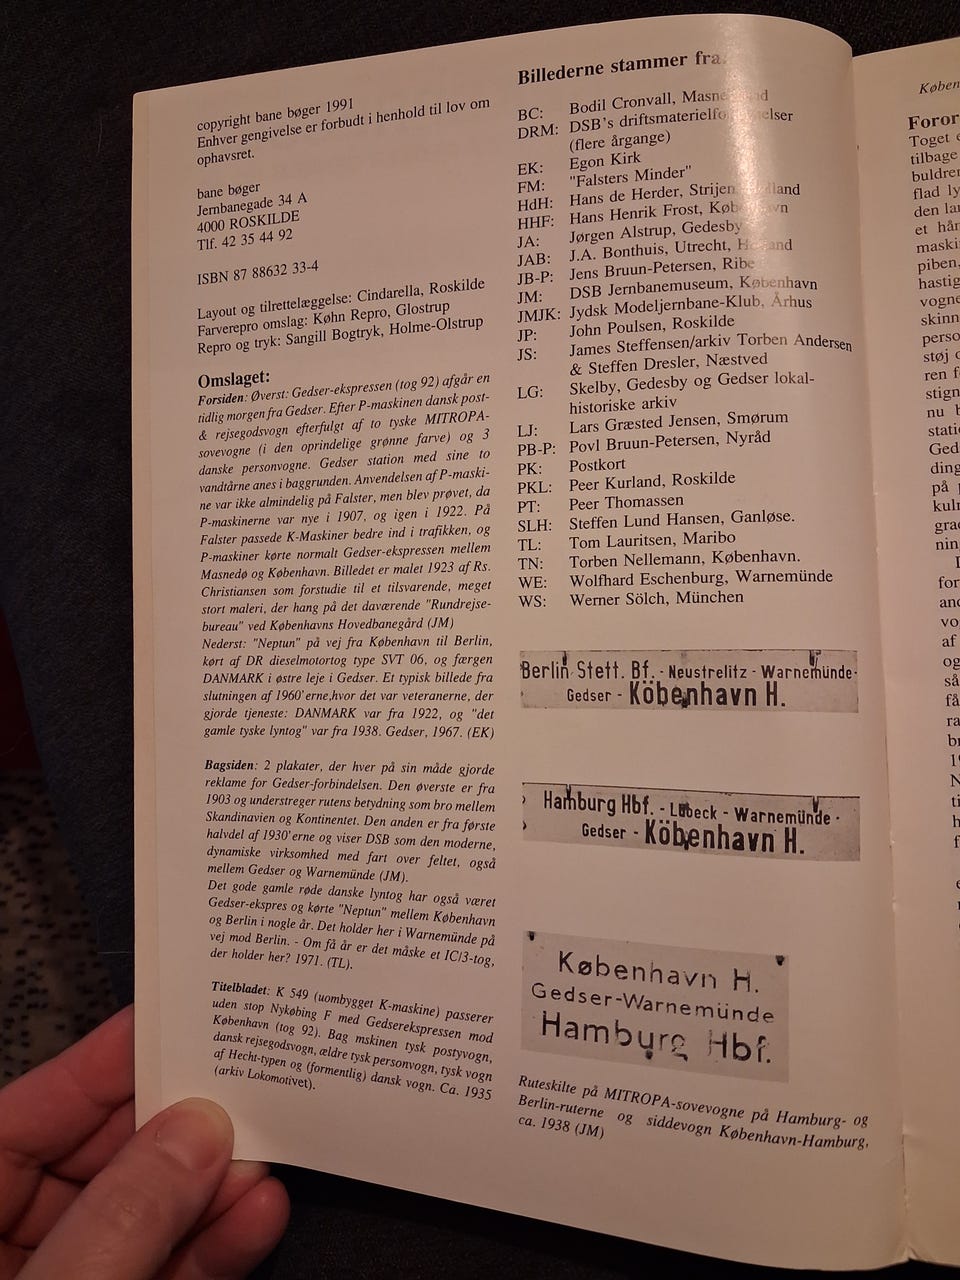 copyright bane bøger 1991
Enhver gengivelse er forbudt i henhold til lov om
ophavsret.
bane bøger
Jernbanegade 34 A
4000 ROSKILDE
Tlf. 42 35 44 92
ISBN 87 88632 33-4
Layout og tilrettelæggelse: Cindarella, Roskilde
Farverepro omslag: Køhn Repro, Glostrup
Repro og tryk: Sangill Bogtryk, Holme-Olstrup
Omslaget:
Forsiden: Øverst: Gedser-ekspressen (tog 92) afgår en
tidlig morgen fra Gedser. Efter P-maskinen dansk post-
& rejsegodsvogn efterfulgt af to tyske MITROPA-
sovevogne (i den oprindelige grønne farve) og 3
danske personvogne. Gedser station med sine to
vandtårne anes i baggrunden. Anvendelsen af P-maski-
ne var ikke almindelig på Falster, men blev prøvet, da
P-maskinerne var nye i 1907, og igen i 1922. På
Falster passede K-Maskiner bedre ind i trafikken, og
P-maskiner kørte normalt Gedser-ekspressen mellem
Masnedø og København. Billedet er malet 1923 af Rs.
Christiansen som forstudie til et tilsvarende, meget
stort maleri, der hang på det daværende "Rundrejse-
bureau" ved Københavns Hovedbanegård (JM)
Nederst: "Neptun" på vej fra København til Berlin,
kørt af DR dieselmotortog type SVT 06, og færgen
DANMARK i østre leje i Gedser. Et typisk billede fra
slutningen af 1960'erne,hvor det var veteranerne, der
gjorde tjeneste: DANMARK var fra 1922, og "det
gamle tyske lyntog" var fra 1938. Gedser, 1967. (EK)
Bagsiden: 2 plakater, der hver på sin måde gjorde
reklame for Gedser-forbindelsen. Den øverste er fra
1903 og understreger rutens betydning som bro mellem
Skandinavien og Kontinentet. Den anden er fra første
halvdel af 1930'erne og viser DSB som den moderne,
dynamiske virksomhed med fart over feltet, også
mellem Gedser og Warnemünde (JM).
Det gode gamle røde danske lyntog har også været
Gedser-ekspres og kørte "Neptun" mellem København
og Berlin i nogle år. Det holder her i Warnemünde på
vej mod Berlin. - Om få år er det måske et IC/3-tog,
der holder her? 1971. (TL).
Titelbladet: K 549 (uombygget K-maskine) passerer
uden stop Nykøbing F med Gedserekspressen mod
København (tog 92). Bag mskinen tysk postyvogn,
dansk rejsegodsvogn, ældre tysk personvogn, tysk vogn
af Hecht-typen og (formentlig) dansk vogn. Ca. 1935
(arkiv Lokomotivet).
Billederne stammer fra:
BC: Bodil Cronvall,
DRM: DSB's
(flere årgange)
EK: Egon Kirk
FM: "Falsters Minder"
HdH: Hans de Herder, Strijen,
HHF: Hans Henrik Frost, København
JA: Jørgen Alstrup, Gedesby
JAB: J.A. Bonthuis, Utrecht, Holland
JB-P: Jens Bruun-Petersen, Ribe
JM: DSB Jernbanemuseum, København
JMJK: Jydsk Modeljernbane-Klub, Århus
JP: John Poulsen, Roskilde
JS: James Steffensen/arkiv Torben Andersen
& Steffen Dresler, Næstved
LG: Skelby, Gedesby og Gedser lokal-
historiske arkiv
LJ: Lars Græsted Jensen, Smørum
PB-P: Povl Bruun-Petersen, Nyråd
PK: Postkort
PKL: Peer Kurland, Roskilde
PT: Peer Thomassen
SLH: Steffen Lund Hansen, Ganløse.
TL: Tom Lauritsen, Maribo
TN: Torben Nellemann, København.
WE: Wolfhard Eschenburg, Warnemünde
WS: Werner Sölch, München
Berlin Stett. Bf. - Neustrelitz - Warnemünde-
Gedser - Köbenhavn H.
Hamburg Hbf. - Lübeck - Warnemünde -
Gedser - Köbenhavn H.
København H.
Gedser-Warnemünde
Hamburg Hbf.
Ruteskilte på MITROPA-sovevogne på Hamburg- og
Berlin-ruterne og siddevogn København-Hamburg,
ca. 1938 (JM)